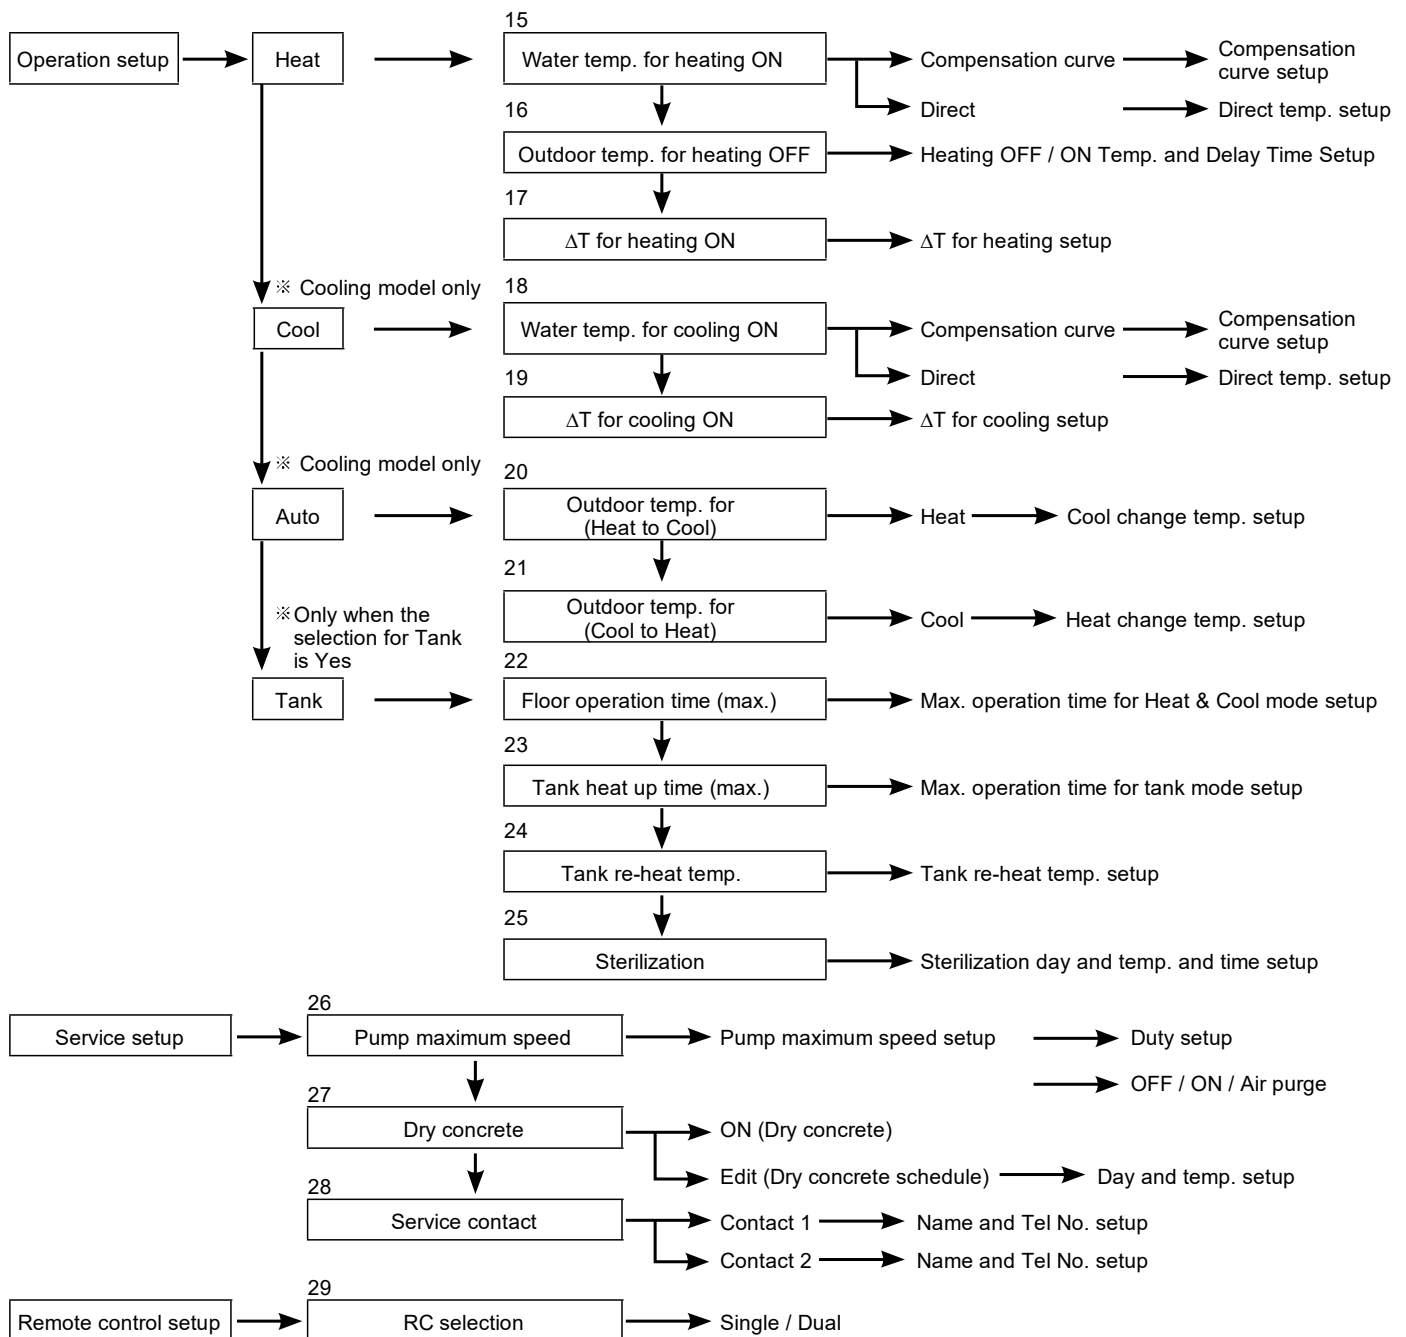 15
Operation setup
Heat
Water temp. for heating ON
Compensation curve
Compensation
curve setup
Direct
Direct temp. setup
16
Outdoor temp. for heating OFF
Heating OFF / ON Temp. and Delay Time Setup
17
ΔT for heating ON
ΔT for heating setup
※ Cooling model only
18
Cool
Water temp. for cooling ON
Compensation curve
Compensation
curve setup
Direct
Direct temp. setup
19
ΔT for cooling ON
ΔT for cooling setup
※ Cooling model only
20
Auto
Outdoor temp. for
(Heat to Cool)
Heat
Cool change temp. setup
21
Outdoor temp. for
(Cool to Heat)
Cool
Heat change temp. setup
※Only when the
selection for Tank
is Yes
22
Tank
Floor operation time (max.)
Max. operation time for Heat & Cool mode setup
23
Tank heat up time (max.)
Max. operation time for tank mode setup
24
Tank re-heat temp.
Tank re-heat temp. setup
25
Sterilization
Sterilization day and temp. and time setup
26
Service setup
Pump maximum speed
Pump maximum speed setup
Duty setup
OFF / ON / Air purge
27
Dry concrete
ON (Dry concrete)
Edit (Dry concrete schedule)
Day and temp. setup
28
Service contact
Contact 1
Name and Tel No. setup
Contact 2
Name and Tel No. setup
29
Remote control setup
RC selection
Single / Dual